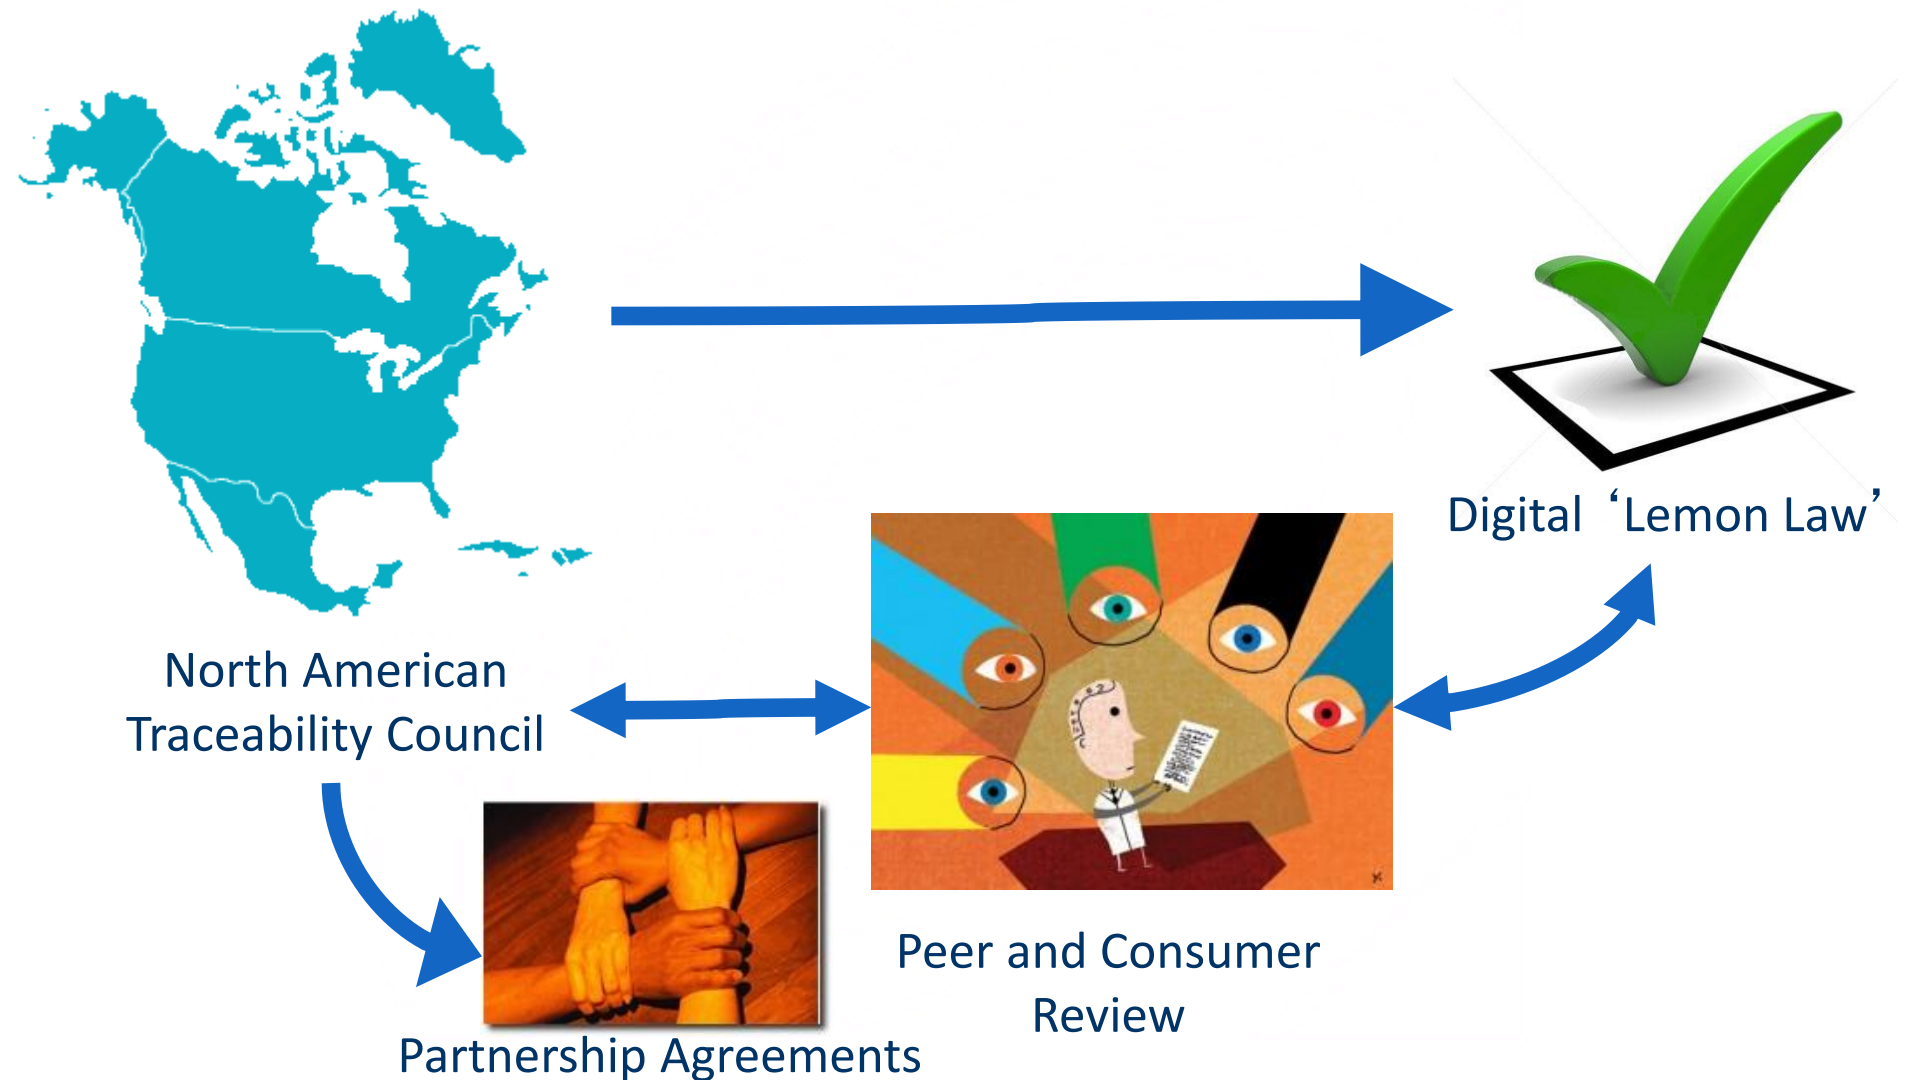 Digital ‘Lemon Law’
North American
Traceability Council
Peer and Consumer
Review
Partnership Agreements